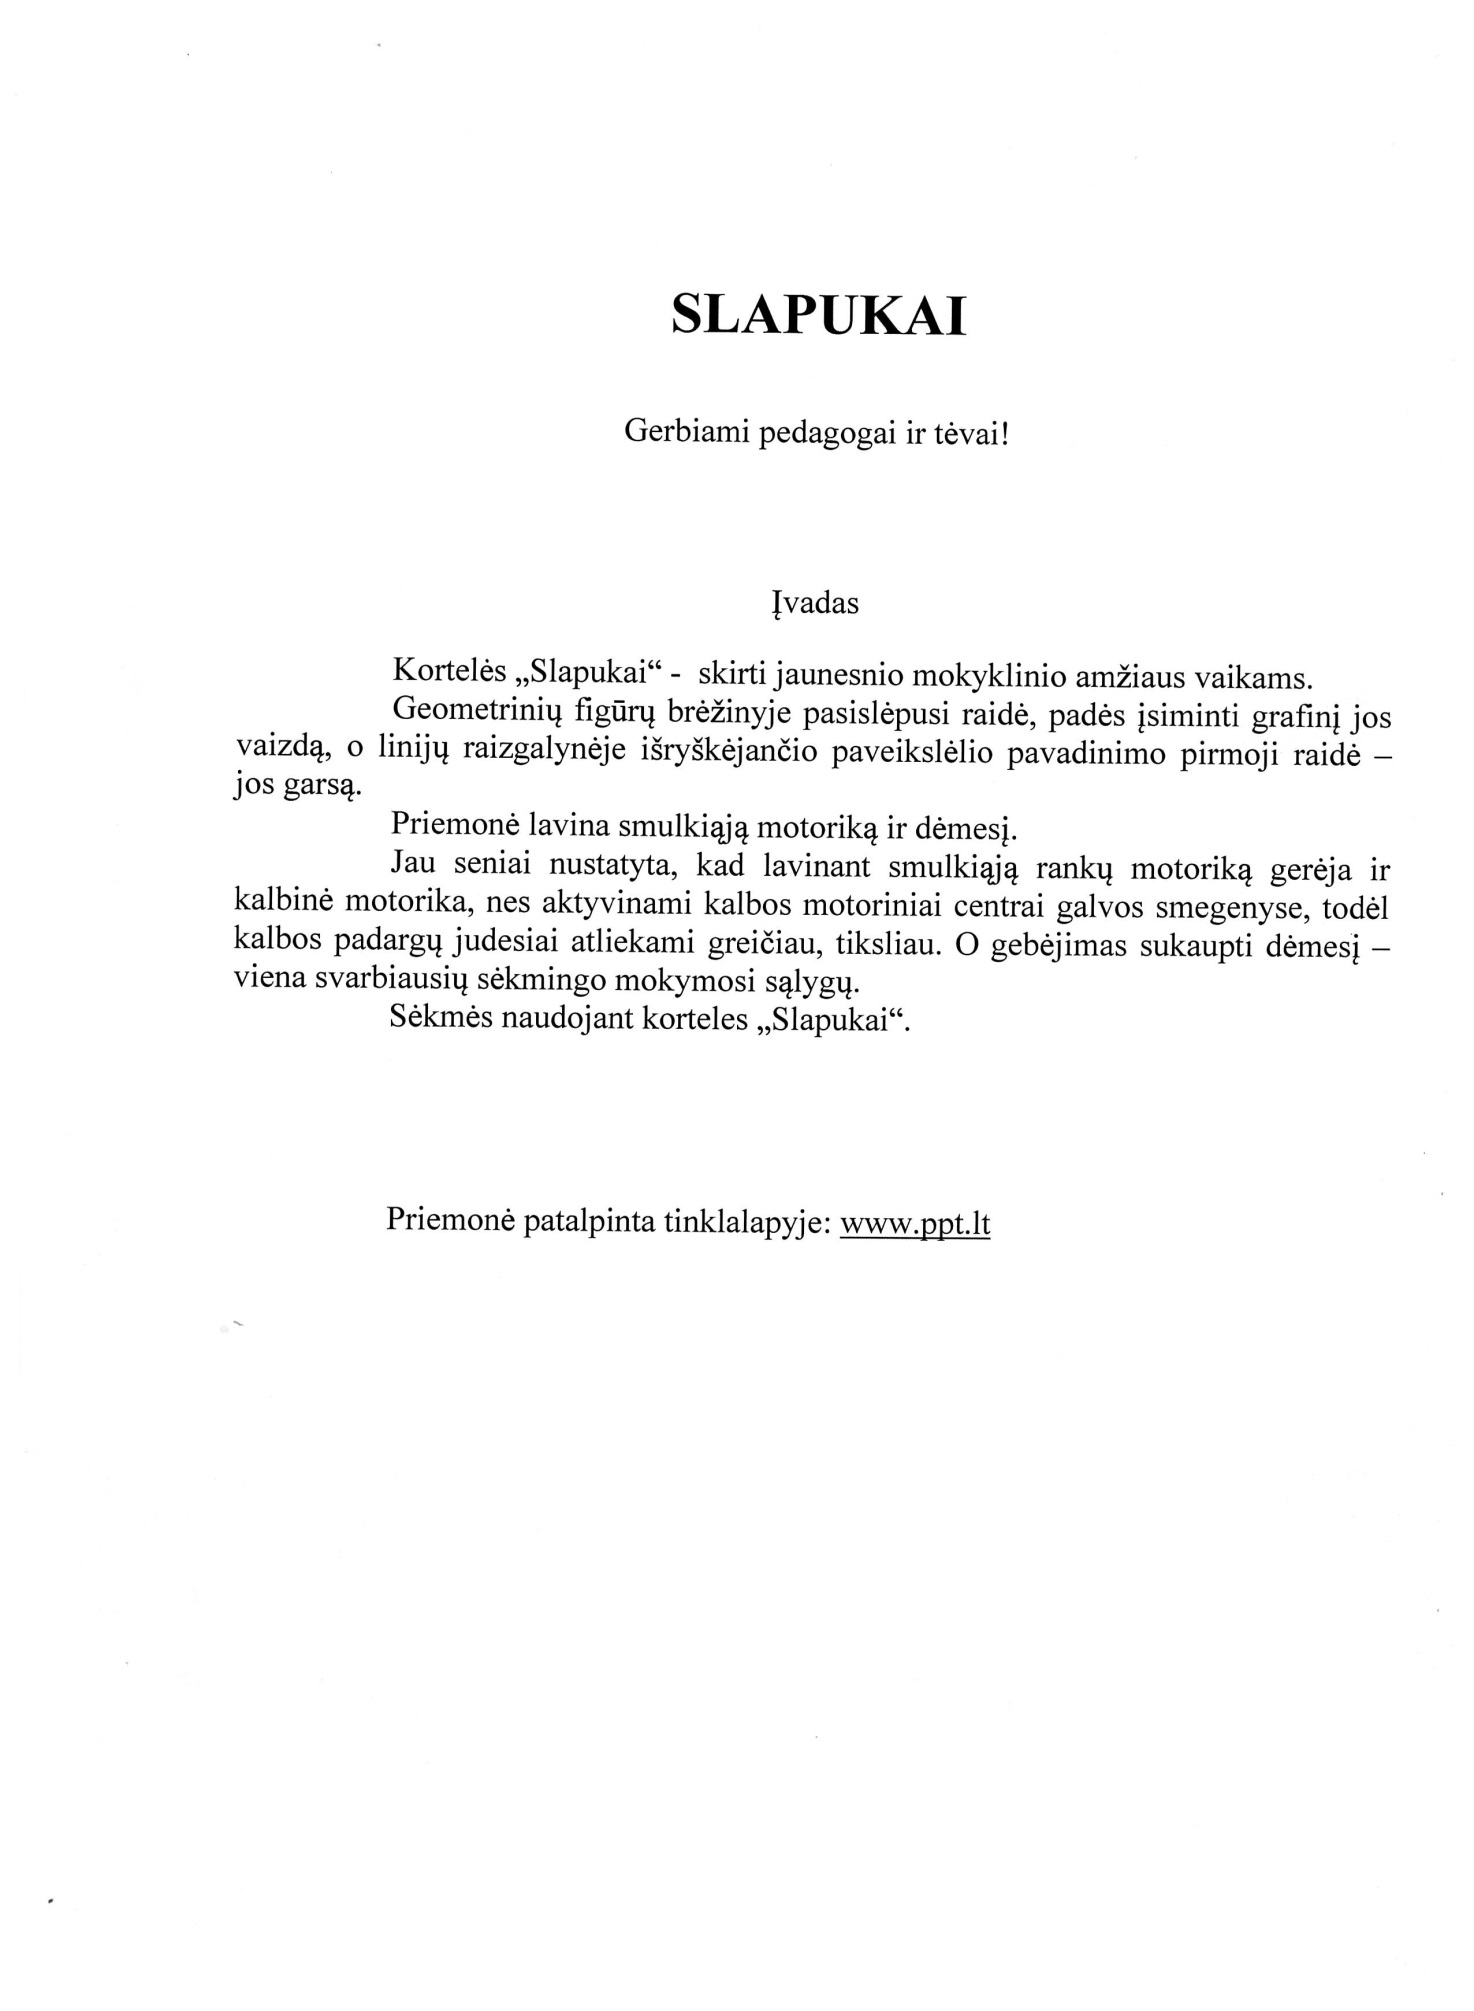 SLAPUKAI
Gerbiami pedagogai ir tėvai!
Įvadas
Kortelės „Slapukai“ - skirti jaunesnio mokyklinio amžiaus vaikams.
Geometrinių figūrų brėžinyje pasislėpusi raidė, padės įsiminti grafinį jos
vaizdą, o linijų raizgalynėje išryškėjančio paveikslėlio pavadinimo pirmoji raidė –
jos garsą.
Priemonė lavina smulkiąją motoriką ir dėmesį.
Jau seniai nustatyta, kad lavinant smulkiąją rankų motoriką gerėja ir
kalbinė motorika, nes aktyvinami kalbos motoriniai centrai galvos smegenyse, todėl
kalbos padargų judesiai atliekami greičiau, tiksliau. O gebėjimas sukaupti dėmesį –
viena svarbiausių sėkmingo mokymosi sąlygų.
Sėkmės naudojant korteles „Slapukai“.
Priemonė patalpinta tinklalapyje: www.ppt.lt